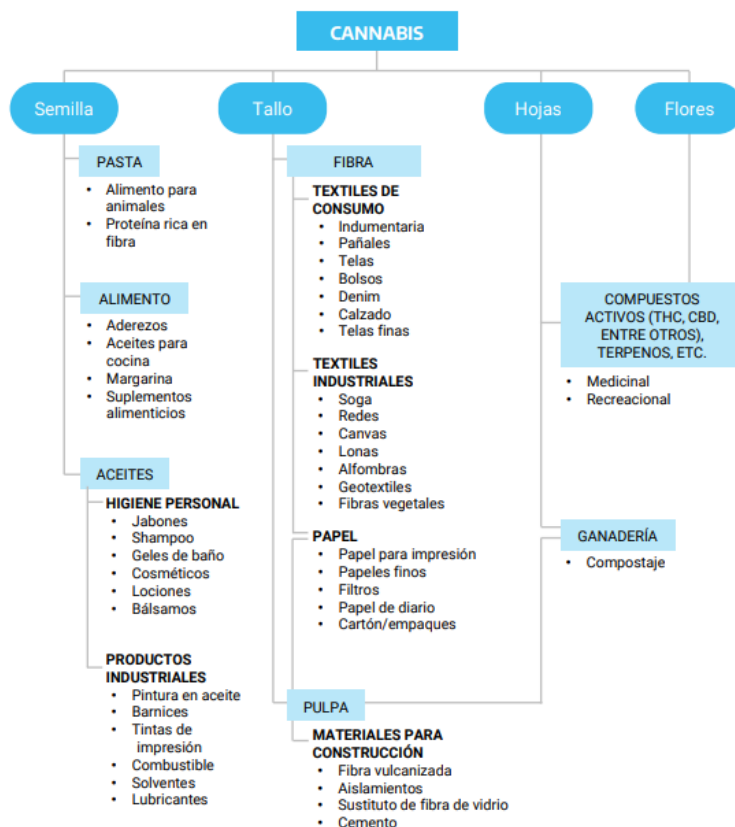 CANNABIS
Semilla
Tallo
Hojas
Flores
PASTA
• Alimento para
animales
• Proteína rica en
fibra
ALIMENTO
• Aderezos
• Aceites para
cocina
• Margarina
• Suplementos
alimenticios
ACEITES
HIGIENE PERSONAL
• Jabones
• Shampoo
• Geles de baño
• Cosméticos
• Lociones
• Bálsamos
PRODUCTOS
INDUSTRIALES
• Pintura en aceite
• Barnices
• Tintas de
impresión
• Combustible
• Solventes
• Lubricantes
FIBRA
TEXTILES DE
CONSUMO
• Indumentaria
• Pañales
• Telas
• Bolsos
• Denim
• Calzado
• Telas finas
TEXTILES
INDUSTRIALES
• Soga
• Redes
• Canvas
• Lonas
• Alfombras
• Geotextiles
• Fibras vegetales
PAPEL
• Papel para impresión
• Papeles finos
• Filtros
• Papel de diario
• Cartón/empaques
PULPA
MATERIALES PARA
CONSTRUCCIÓN
• Fibra vulcanizada
• Aislamientos
• Sustituto de fibra de vidrio
• Cemento
COMPUESTOS
ACTIVOS (THC, CBD,
ENTRE OTROS),
TERPENOS, ETC.
• Medicinal
• Recreacional
GANADERÍA
• Compostaje